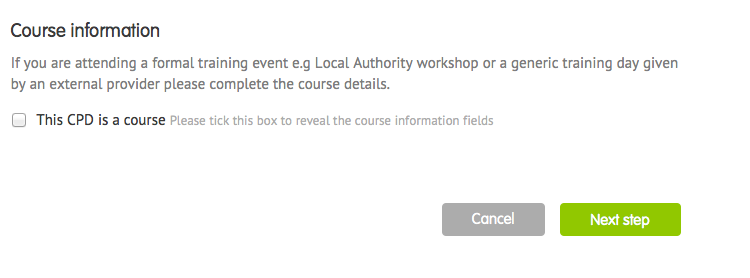 Course information
If you are attending a formal training event e.g Local Authority workshop or a generic training day given
by an external provider please complete the course details.
This CPD is a course Please tick this box to reveal the course information fields
Cancel Next step